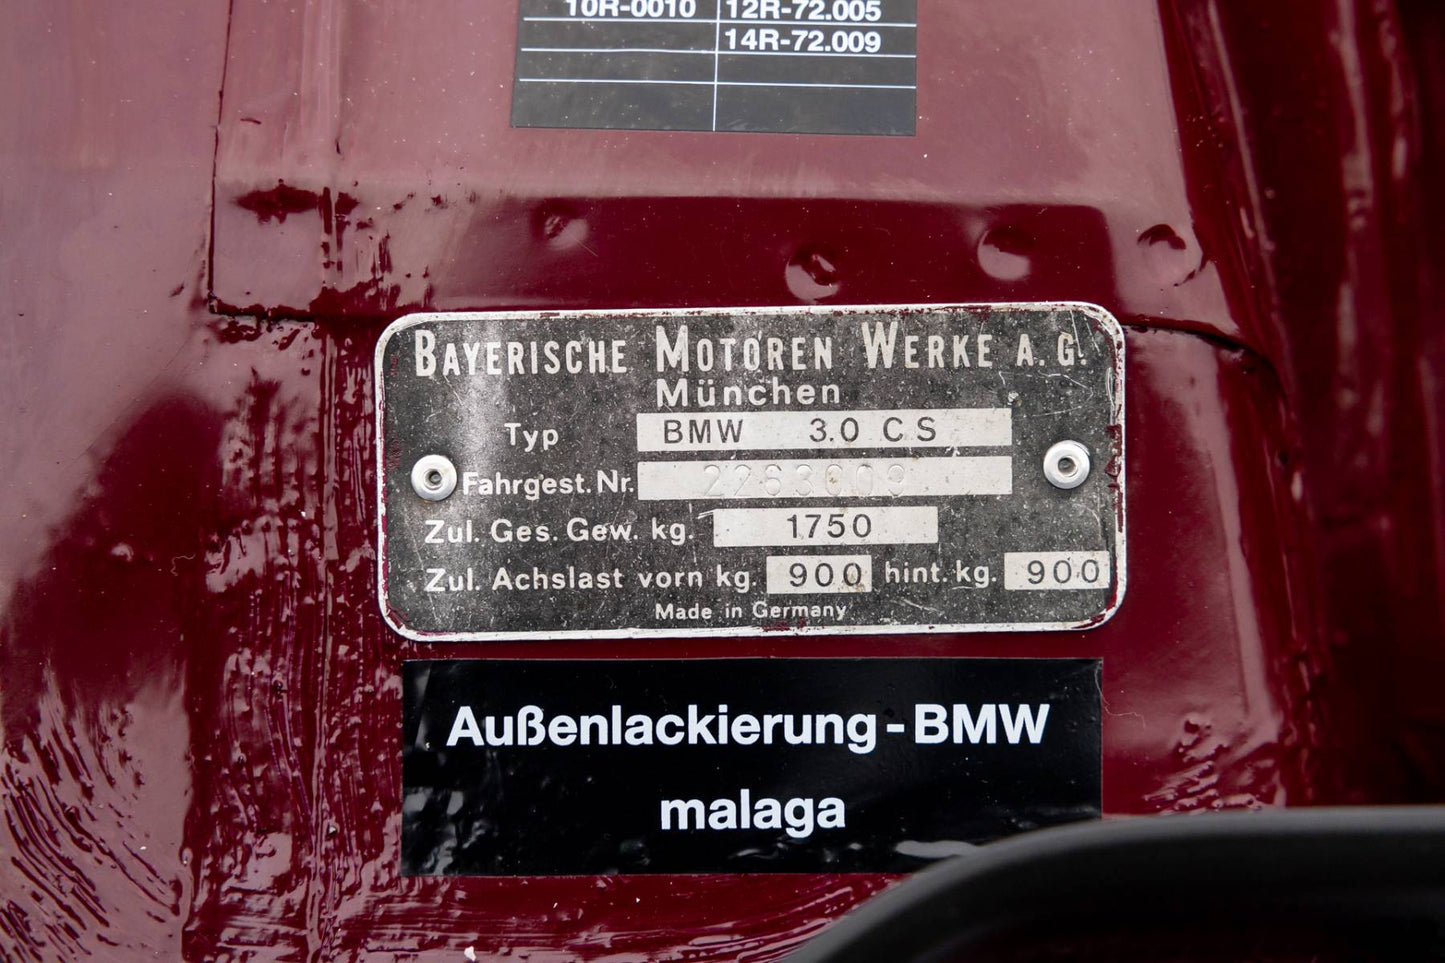 10R-0010 12R-72.005
14R-72.009
BAYERISCHE MOTOREN WERKE A.G.
München
Typ BMW 3.0 CS
Fahrgest. Nr. 2263009
Zul. Ges. Gew. kg. 1750
Zul. Achslast vorn kg. 900 hint. kg. 900
Made in Germany
Außenlackierung - BMW
malaga